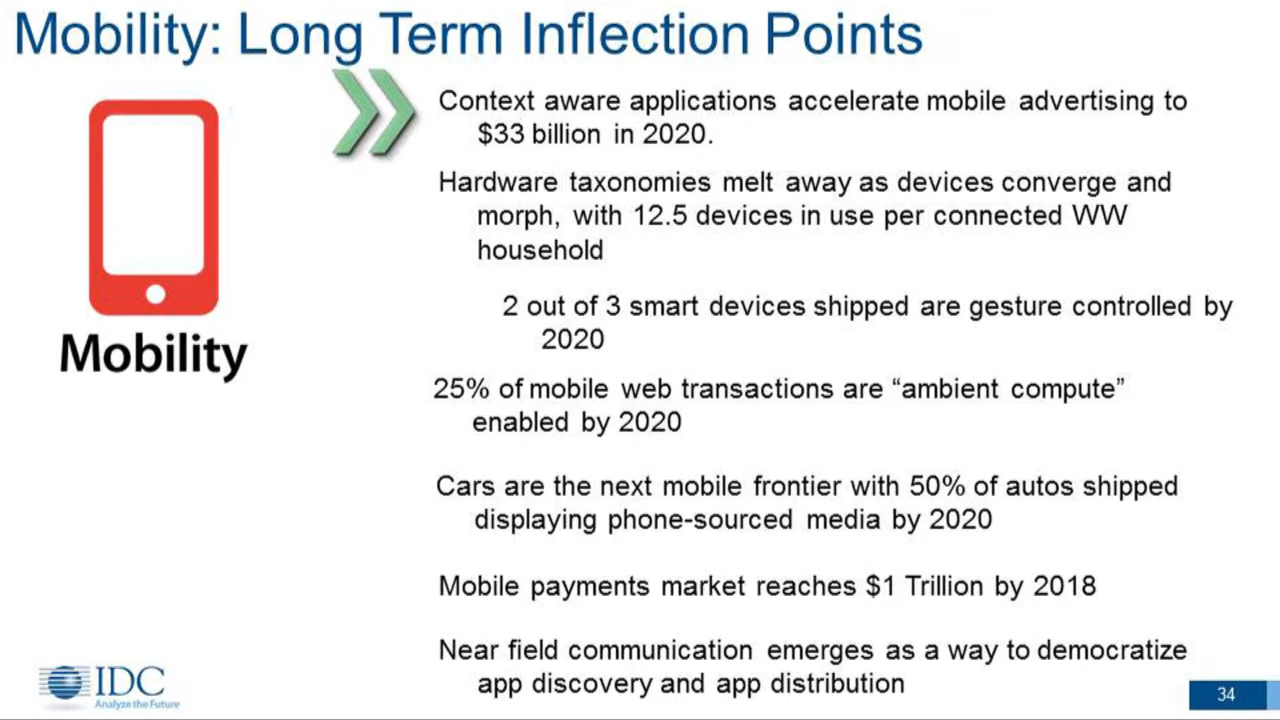 Mobility: Long Term Inflection Points
Context aware applications accelerate mobile advertising to
$33 billion in 2020.
Hardware taxonomies melt away as devices converge and
morph, with 12.5 devices in use per connected WW
household
2 out of 3 smart devices shipped are gesture controlled by
2020
Mobility
25% of mobile web transactions are “ambient compute”
enabled by 2020
Cars are the next mobile frontier with 50% of autos shipped
displaying phone-sourced media by 2020
Mobile payments market reaches $1 Trillion by 2018
Near field communication emerges as a way to democratize
app discovery and app distribution
IDC
Analyze the Future
34